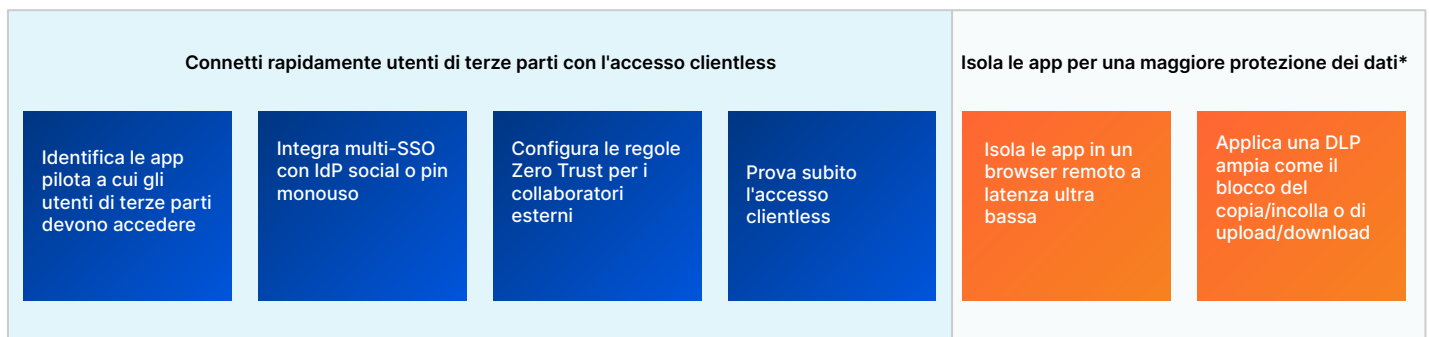 Connetti rapidamente utenti di terze parti con l'accesso clientless
Identifica le app
pilota a cui gli
utenti di terze parti
devono accedere
Integra multi-SSO
con IdP social o pin
monouso
Configura le regole
Zero Trust per i
collaboratori
esterni
Prova subito
l'accesso
clientless
Isola le app per una maggiore protezione dei dati*
Isola le app in un
browser remoto a
latenza ultra
bassa
Applica una DLP
ampia come il
blocco del
copia/incolla o di
upload/download